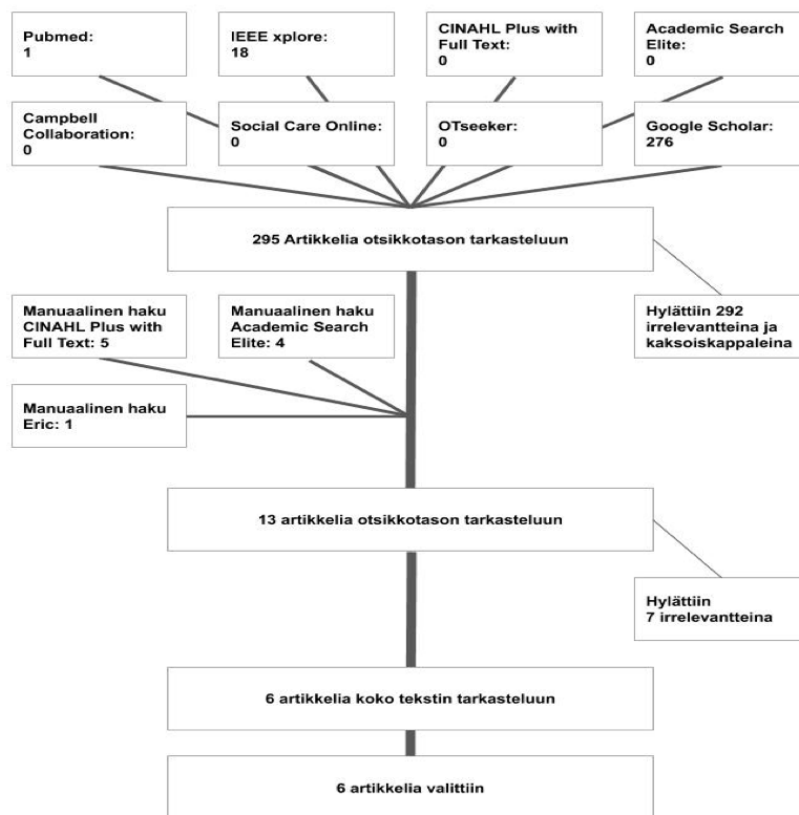 Pubmed:
1
IEEE xplore:
18
CINAHL Plus with
Full Text:
0
Academic Search
Elite:
0
Campbell
Collaboration:
0
Social Care Online:
0
OTseeker:
0
Google Scholar:
276
295 Artikkelia otsikkotason tarkasteluun
Hylättiin 292
irrelevantteina ja
kaksoiskappaleina
Manuaalinen haku
CINAHL Plus with
Full Text: 5
Manuaalinen haku
Academic Search
Elite: 4
Manuaalinen haku
Eric: 1
13 artikkelia otsikkotason tarkasteluun
Hylättiin
7 irrelevantteina
6 artikkelia koko tekstin tarkasteluun
6 artikkelia valittiin